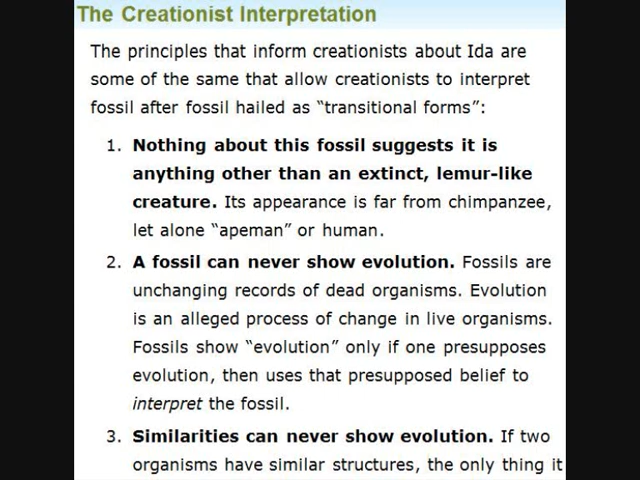 The Creationist Interpretation
The principles that inform creationists about Ida are
some of the same that allow creationists to interpret
fossil after fossil hailed as “transitional forms”:
1. Nothing about this fossil suggests it is
anything other than an extinct, lemur-like
creature. Its appearance is far from chimpanzee,
let alone “apeman” or human.
2. A fossil can never show evolution. Fossils are
unchanging records of dead organisms. Evolution
is an alleged process of change in live organisms.
Fossils show “evolution” only if one presupposes
evolution, then uses that presupposed belief to
interpret the fossil.
3. Similarities can never show evolution. If two
organisms have similar structures, the only thing it